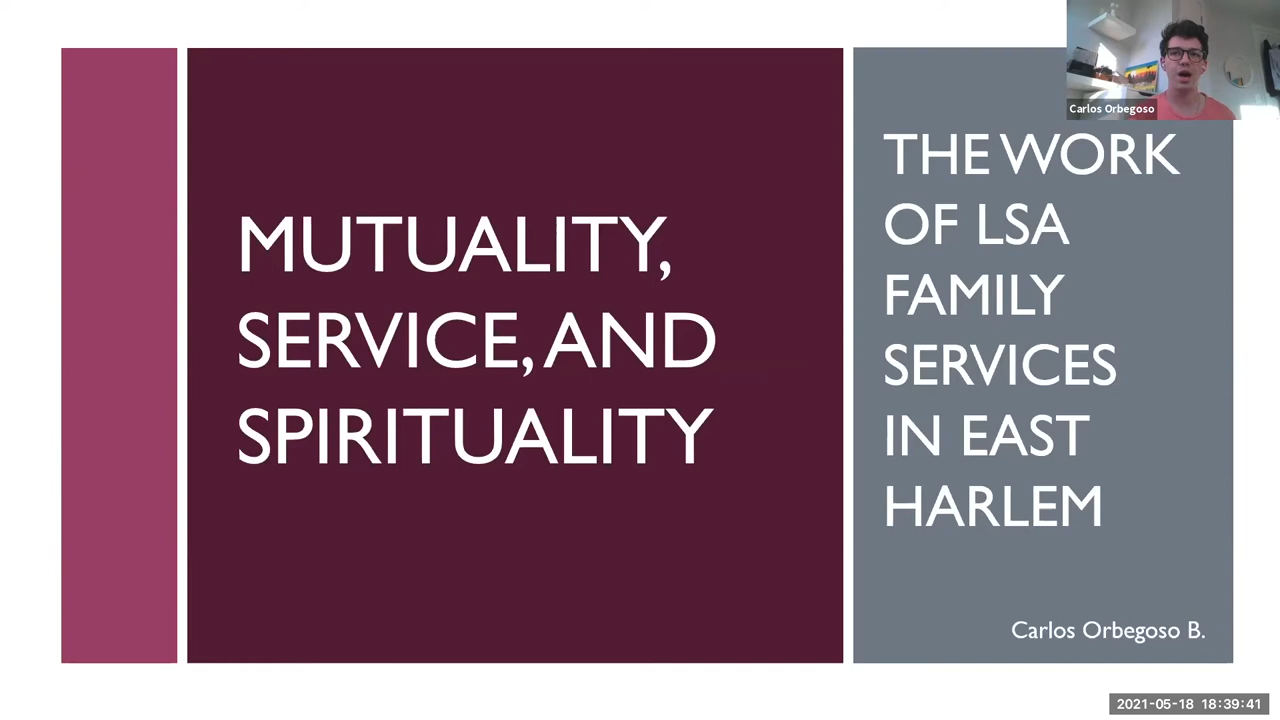 Carlos Orbegoso
MUTUALITY,
SERVICE, AND
SPIRITUALITY
THE WORK
OF LSA
FAMILY
SERVICES
IN EAST
HARLEM
Carlos Orbegoso B.
2021-05-18 18:39:41